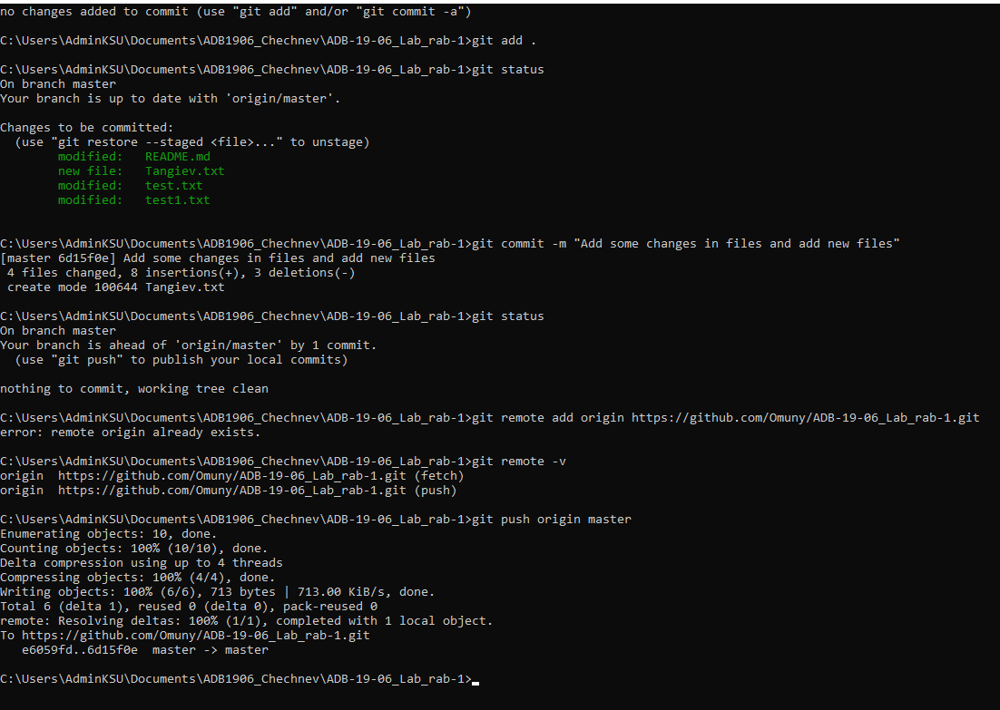 no changes added to commit (use "git add" and/or "git commit -a")
C:\Users\AdminKSU\Documents\ADB1906_Chechnev\ADB-19-06_Lab_rab-1>git add .
C:\Users\AdminKSU\Documents\ADB1906_Chechnev\ADB-19-06_Lab_rab-1>git status
On branch master
Your branch is up to date with 'origin/master'.
Changes to be committed:
  (use "git restore --staged <file>..." to unstage)
        modified:   README.md
        new file:   Tangiev.txt
        modified:   test.txt
        modified:   test1.txt
C:\Users\AdminKSU\Documents\ADB1906_Chechnev\ADB-19-06_Lab_rab-1>git commit -m "Add some changes in files and add new files"
[master 6d15f0e] Add some changes in files and add new files
 4 files changed, 8 insertions(+), 3 deletions(-)
 create mode 100644 Tangiev.txt
C:\Users\AdminKSU\Documents\ADB1906_Chechnev\ADB-19-06_Lab_rab-1>git status
On branch master
Your branch is ahead of 'origin/master' by 1 commit.
  (use "git push" to publish your local commits)
nothing to commit, working tree clean
C:\Users\AdminKSU\Documents\ADB1906_Chechnev\ADB-19-06_Lab_rab-1>git remote add origin https://github.com/Omuny/ADB-19-06_Lab_rab-1.git
error: remote origin already exists.
C:\Users\AdminKSU\Documents\ADB1906_Chechnev\ADB-19-06_Lab_rab-1>git remote -v
origin  https://github.com/Omuny/ADB-19-06_Lab_rab-1.git (fetch)
origin  https://github.com/Omuny/ADB-19-06_Lab_rab-1.git (push)
C:\Users\AdminKSU\Documents\ADB1906_Chechnev\ADB-19-06_Lab_rab-1>git push origin master
Enumerating objects: 10, done.
Counting objects: 100% (10/10), done.
Delta compression using up to 4 threads
Compressing objects: 100% (4/4), done.
Writing objects: 100% (6/6), 713 bytes | 713.00 KiB/s, done.
Total 6 (delta 1), reused 0 (delta 0), pack-reused 0
remote: Resolving deltas: 100% (1/1), completed with 1 local object.
To https://github.com/Omuny/ADB-19-06_Lab_rab-1.git
   e6059fd..6d15f0e  master -> master
C:\Users\AdminKSU\Documents\ADB1906_Chechnev\ADB-19-06_Lab_rab-1>